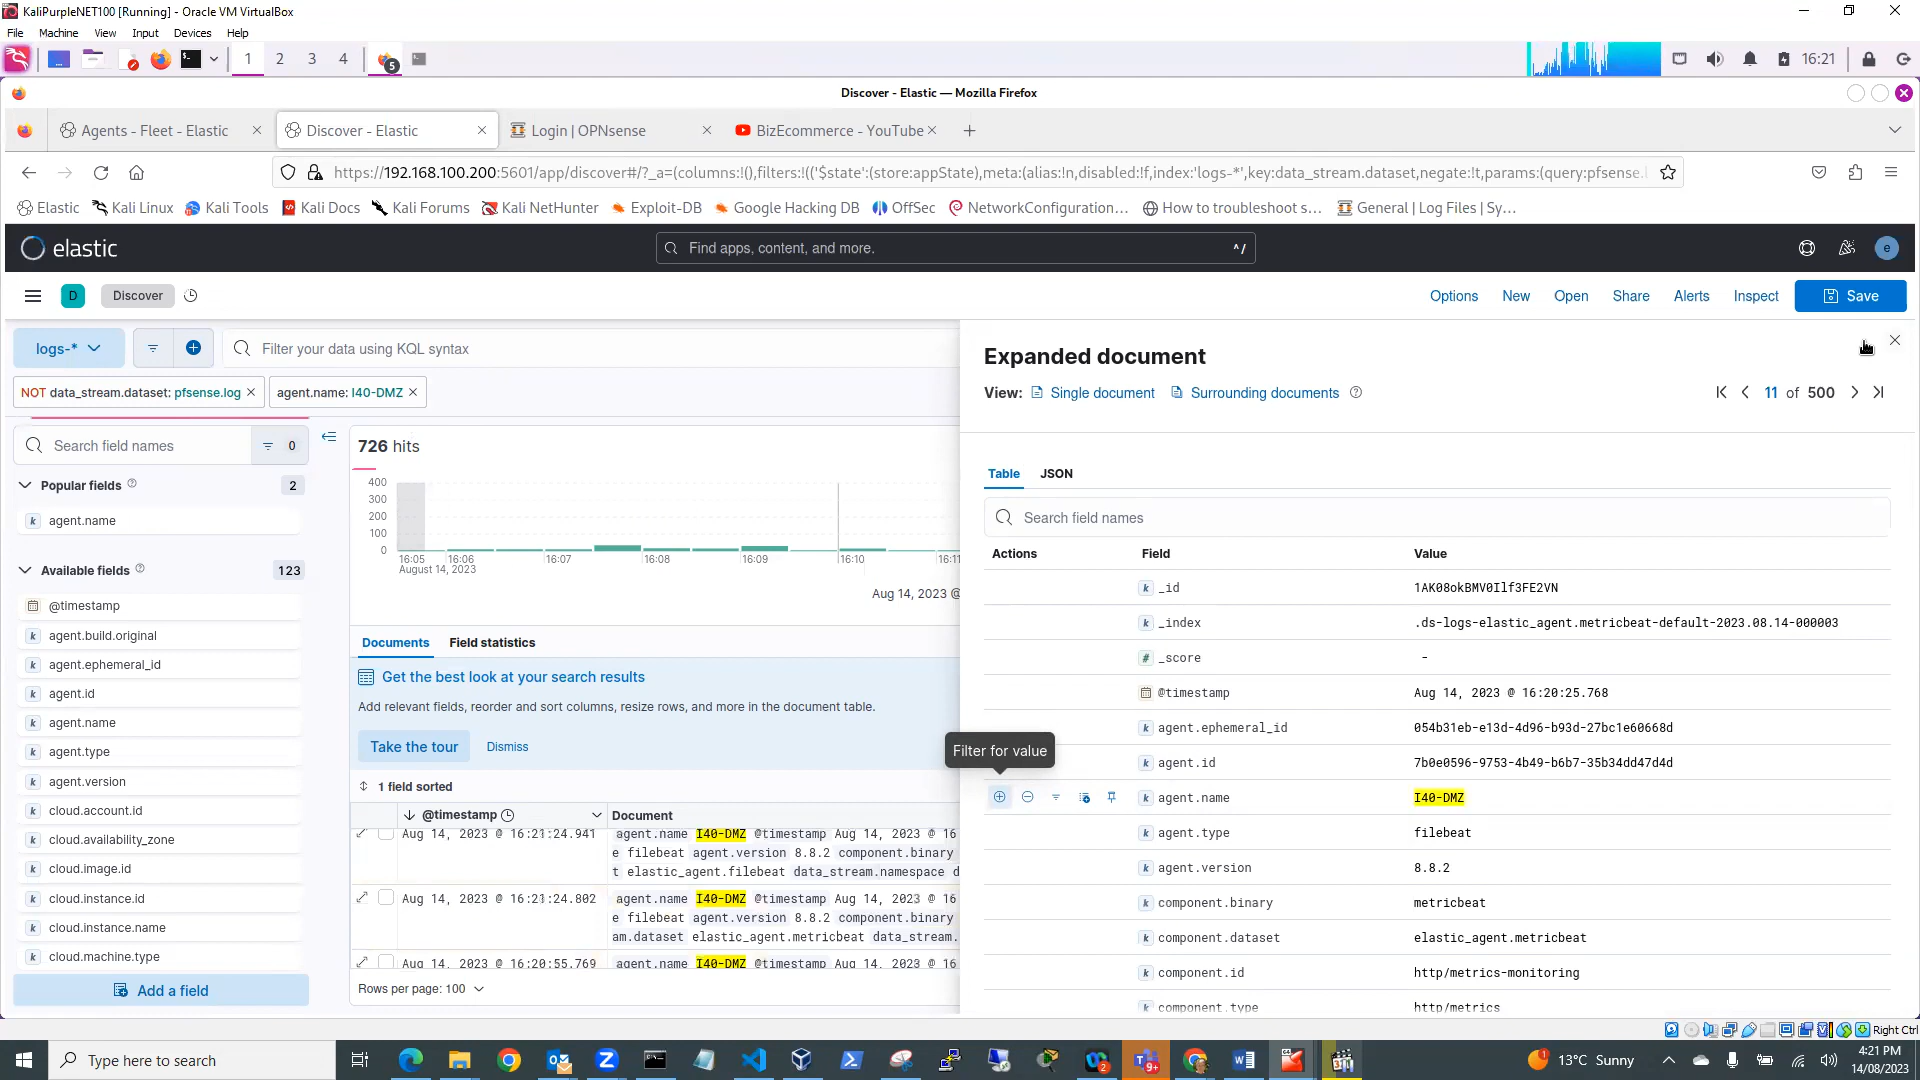 KaliPurpleNET100 [Running] - Oracle VM VirtualBox
File Machine View Input Devices Help
1 2 3 4 5 16:21
Discover - Elastic — Mozilla Firefox
Agents - Fleet - Elastic Discover - Elastic Login | OPNsense BizEcommerce - YouTube
https://192.168.100.200:5601/app/discover#/?_a=(columns:!(),filters:!(('$state':(store:appState),meta:(alias:!n,disabled:!f,index:'logs-*',key:data_stream.dataset,negate:!t,params:(query:pfsense.l
Elastic Kali Linux Kali Tools Kali Docs Kali Forums Kali NetHunter Exploit-DB Google Hacking DB OffSec NetworkConfiguration… How to troubleshoot s… General | Log Files | Sy…
elastic Find apps, content, and more. ^/ e
D Discover Options New Open Share Alerts Inspect Save
logs-* Filter your data using KQL syntax
NOT data_stream.dataset: pfsense.log agent.name: I40-DMZ
Search field names 0
Popular fields 2
agent.name
Available fields 123
@timestamp
agent.build.original
agent.ephemeral_id
agent.id
agent.name
agent.type
agent.version
cloud.account.id
cloud.availability_zone
cloud.image.id
cloud.instance.id
cloud.instance.name
cloud.machine.type
Add a field
726 hits
400
300
200
100
0
16:05 16:06 16:07 16:08 16:09 16:10 16:11
August 14, 2023
Aug 14, 2023 @
Documents Field statistics
Get the best look at your search results
Add relevant fields, reorder and sort columns, resize rows, and more in the document table.
Take the tour Dismiss
1 field sorted
@timestamp Document
Aug 14, 2023 @ 16:21:24.941 agent.name I40-DMZ @timestamp Aug 14, 2023 @ 16
e filebeat agent.version 8.8.2 component.binary
t elastic_agent.filebeat data_stream.namespace d
Aug 14, 2023 @ 16:21:24.802 agent.name I40-DMZ @timestamp Aug 14, 2023 @ 16
e filebeat agent.version 8.8.2 component.binary
am.dataset elastic_agent.metricbeat data_stream.
Aug 14, 2023 @ 16:20:55.769 agent.name I40-DMZ @timestamp Aug 14, 2023 @ 16
Rows per page: 100
Expanded document
View: Single document Surrounding documents 11 of 500
Table JSON
Search field names
Actions Field Value
_id 1AK08okBMV0Ilf3FE2VN
_index .ds-logs-elastic_agent.metricbeat-default-2023.08.14-000003
_score -
@timestamp Aug 14, 2023 @ 16:20:25.768
agent.ephemeral_id 054b31eb-e13d-4d96-b93d-27bc1e60668d
Filter for value
agent.id 7b0e0596-9753-4b49-b6b7-35b34dd47d4d
agent.name I40-DMZ
agent.type filebeat
agent.version 8.8.2
component.binary metricbeat
component.dataset elastic_agent.metricbeat
component.id http/metrics-monitoring
component.type http/metrics
Right Ctrl
Type here to search 13°C Sunny 4:21 PM
14/08/2023